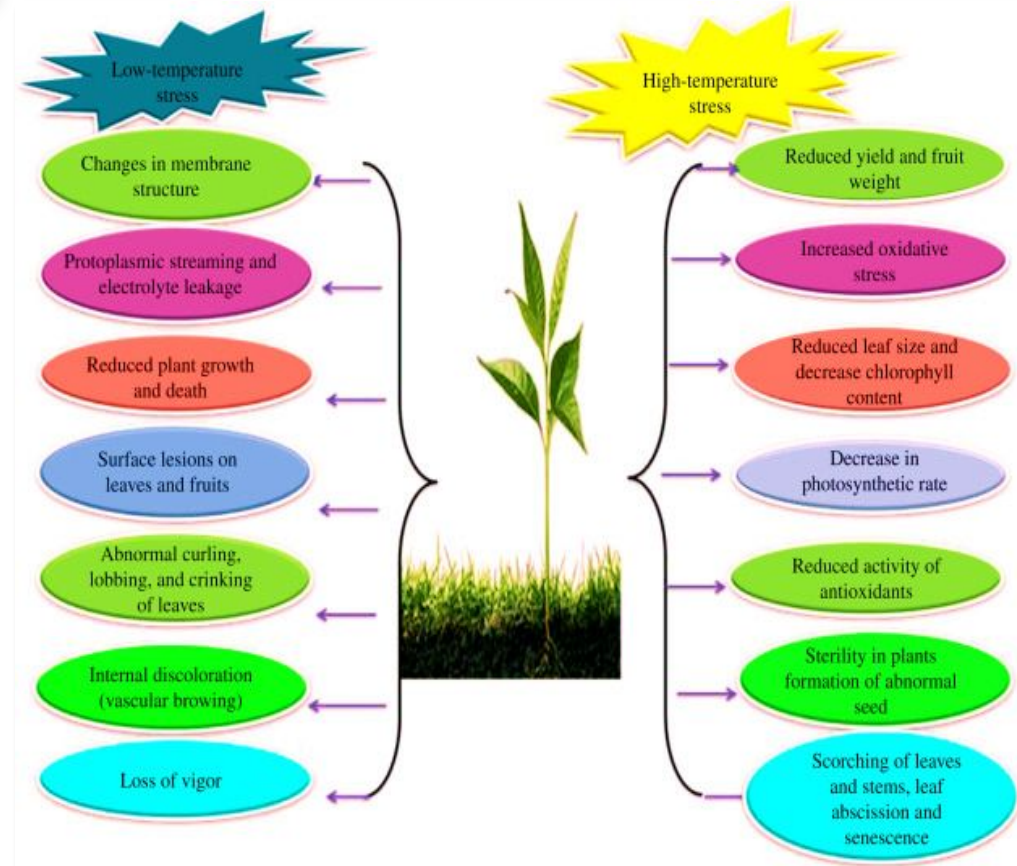 Low-temperature
stress
Changes in membrane
structure
Protoplasmic streaming and
electrolyte leakage
Reduced plant growth
and death
Surface lesions on
leaves and fruits
Abnormal curling,
lobbing, and crinking
of leaves
Internal discoloration
(vascular browing)
Loss of vigor
High-temperature
stress
Reduced yield and fruit
weight
Increased oxidative
stress
Reduced leaf size and
decrease chlorophyll
content
Decrease in
photosynthetic rate
Reduced activity of
antioxidants
Sterility in plants
formation of abnormal
seed
Scorching of leaves
and stems, leaf
abscission and
senescence